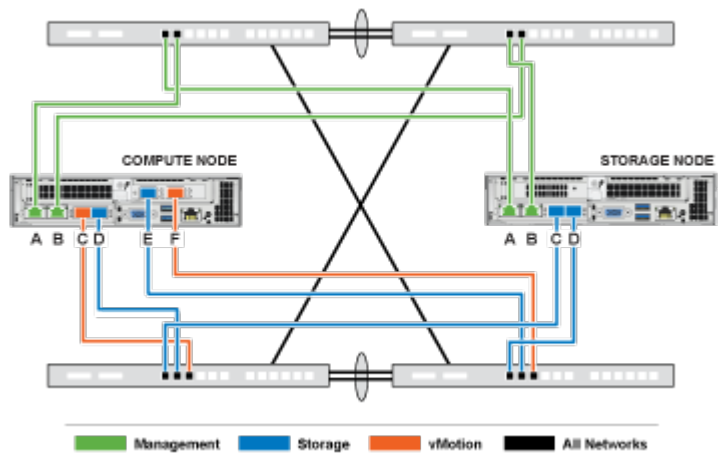 COMPUTE NODE
STORAGE NODE
A B C D E F
A B C D
Management Storage vMotion All Networks